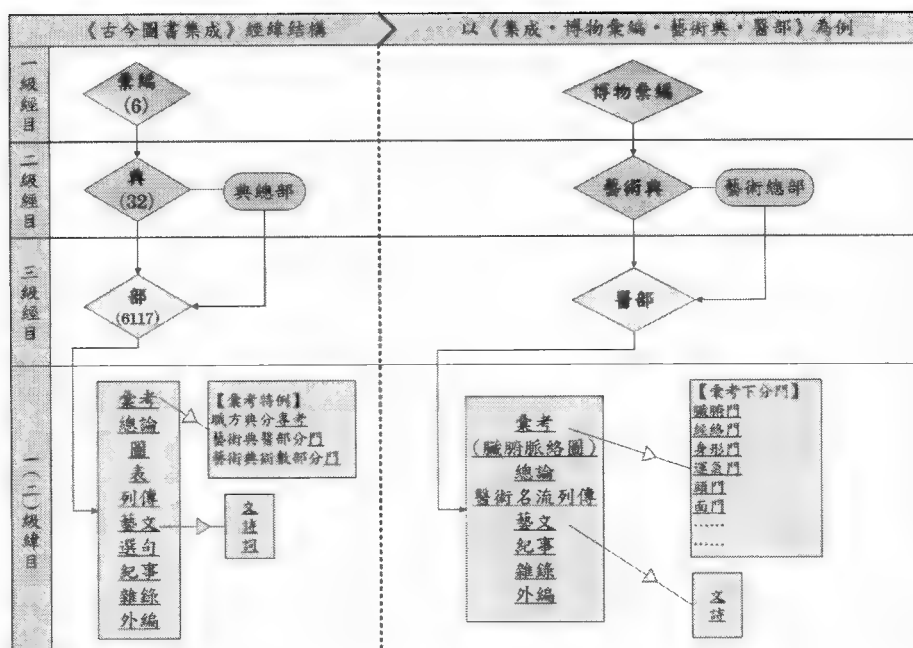 《古今圖書集成》經緯結構
以《集成·博物彙編·藝術典·醫部》為例
一級經目
彙編
(6)
博物彙編
二級經目
典
(32)
典總部
藝術典
藝術總部
三級經目
部
(6117)
醫部
一(二)級緯目
彙考
總論
圖
表
列傳
藝文
選句
紀事
雜錄
外編
【彙考特例】
職方典分專考
藝術典醫部分門
藝術典術數部分門
文
詩
詞
彙考
(臟腑脈絡圖)
總論
醫術名流列傳
藝文
紀事
雜錄
外編
【彙考下分門】
臟腑門
經絡門
身形門
運氣門
頭門
面門
……
……
文
詩